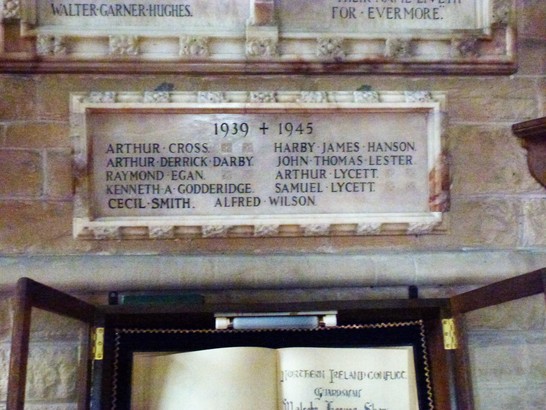 WALTER·GARNER·HUGHES.
FOR·EVERMORE."
1939 ✝ 1945
ARTHUR·CROSS. HARBY·JAMES·HANSON.
ARTHUR·DERRICK·DARBY. JOHN·THOMAS·LESTER.
RAYMOND·EGAN. ARTHUR·LYCETT.
KENNETH·A·GODDERIDGE. SAMUEL·LYCETT.
CECIL·SMITH. ALFRED·WILSON.
NORTHERN IRELAND CONFLICT
Guardsman